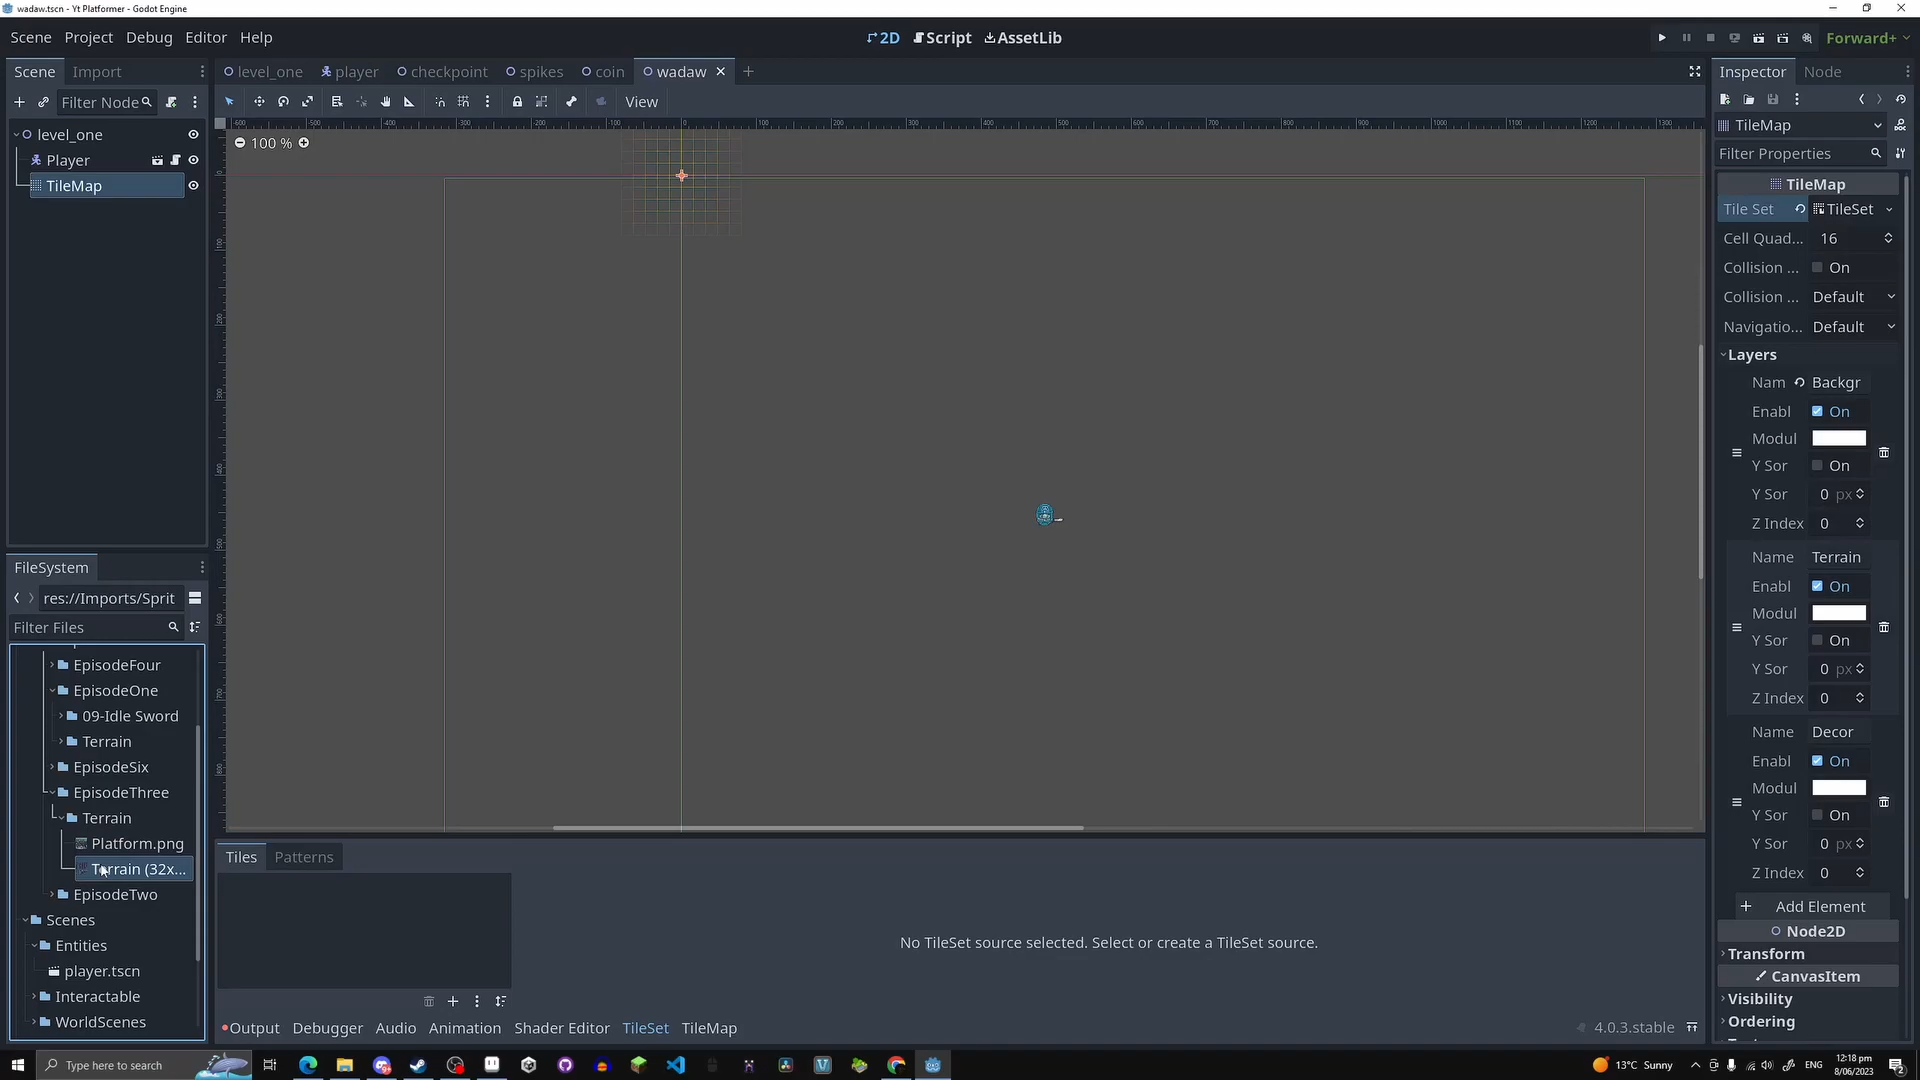 wadaw.tscn - Yt Platformer - Godot Engine
Scene Project Debug Editor Help
2D Script AssetLib
Forward+
Scene Import
level_one player checkpoint spikes coin wadaw
Inspector Node
Filter Node
View
TileMap
Filter Properties
level_one
Player
TileMap
100 %
TileMap
Tile Set TileSet
Cell Quad... 16
Collision ... On
Collision ... Default
Navigatio... Default
Layers
Nam Backgr
Enabl On
Modul
Y Sor On
Y Sor 0 px
Z Index 0
Name Terrain
Enabl On
Modul
Y Sor On
Y Sor 0 px
Z Index 0
Name Decor
Enabl On
Modul
Y Sor On
Y Sor 0 px
Z Index 0
Add Element
Node2D
Transform
CanvasItem
Visibility
Ordering
FileSystem
res://Imports/Sprit
Filter Files
EpisodeFour
EpisodeOne
09-Idle Sword
Terrain
EpisodeSix
EpisodeThree
Terrain
Platform.png
Terrain (32x...
EpisodeTwo
Scenes
Entities
player.tscn
Interactable
WorldScenes
Tiles Patterns
No TileSet source selected. Select or create a TileSet source.
Output Debugger Audio Animation Shader Editor TileSet TileMap
4.0.3.stable
Type here to search
13°C Sunny
ENG
12:18 pm
8/06/2023